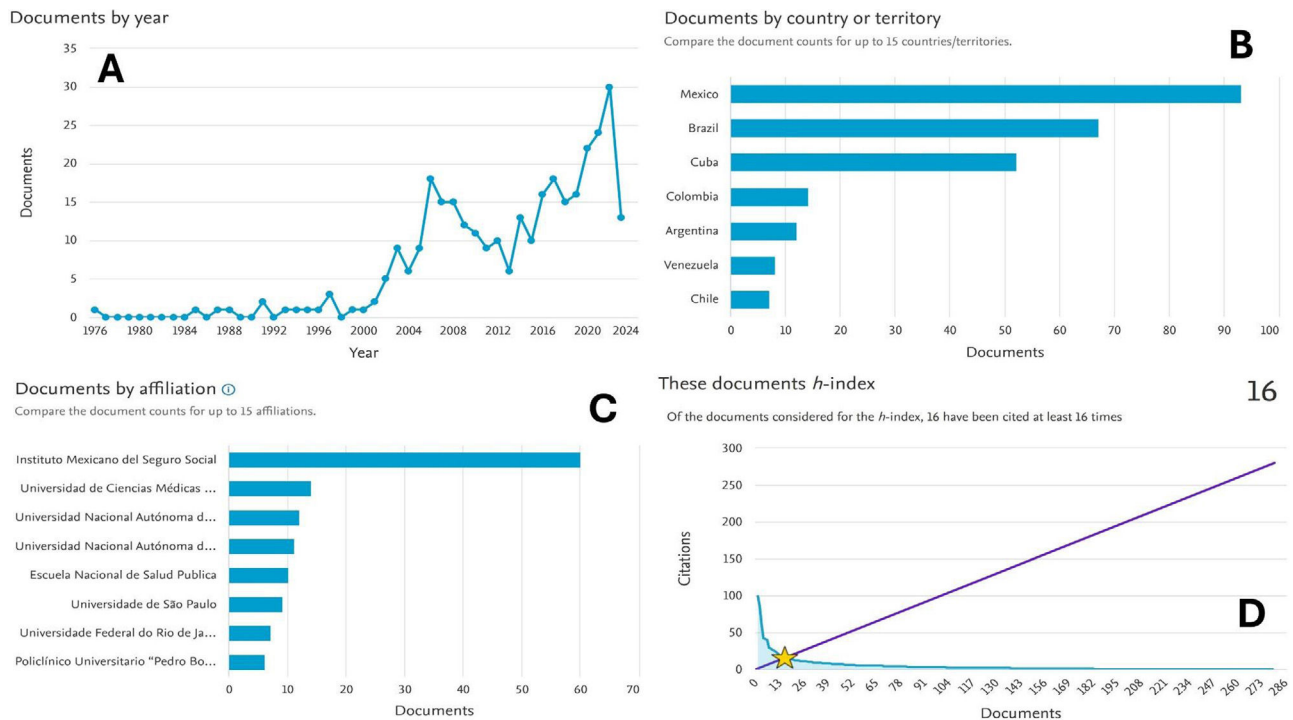 Documents by year
A
Documents
35
30
25
20
15
10
5
0
1976 1980 1984 1988 1992 1996 2000 2004 2008 2012 2016 2020 2024
Year
Documents by country or territory
Compare the document counts for up to 15 countries/territories.
B
Mexico
Brazil
Cuba
Colombia
Argentina
Venezuela
Chile
0 10 20 30 40 50 60 70 80 90 100
Documents
Documents by affiliation ⓘ
Compare the document counts for up to 15 affiliations.
C
Instituto Mexicano del Seguro Social
Universidad de Ciencias Médicas ...
Universidad Nacional Autónoma d...
Universidad Nacional Autónoma d...
Escuela Nacional de Salud Publica
Universidade de São Paulo
Universidade Federal do Rio de Ja...
Policlínico Universitario "Pedro Bo...
0 10 20 30 40 50 60 70
Documents
These documents h-index
16
Of the documents considered for the h-index, 16 have been cited at least 16 times
300
250
200
150
100
50
0
Citations
D
0 13 26 39 52 65 78 91 104 117 130 143 156 169 182 195 208 221 234 247 260 273 286
Documents